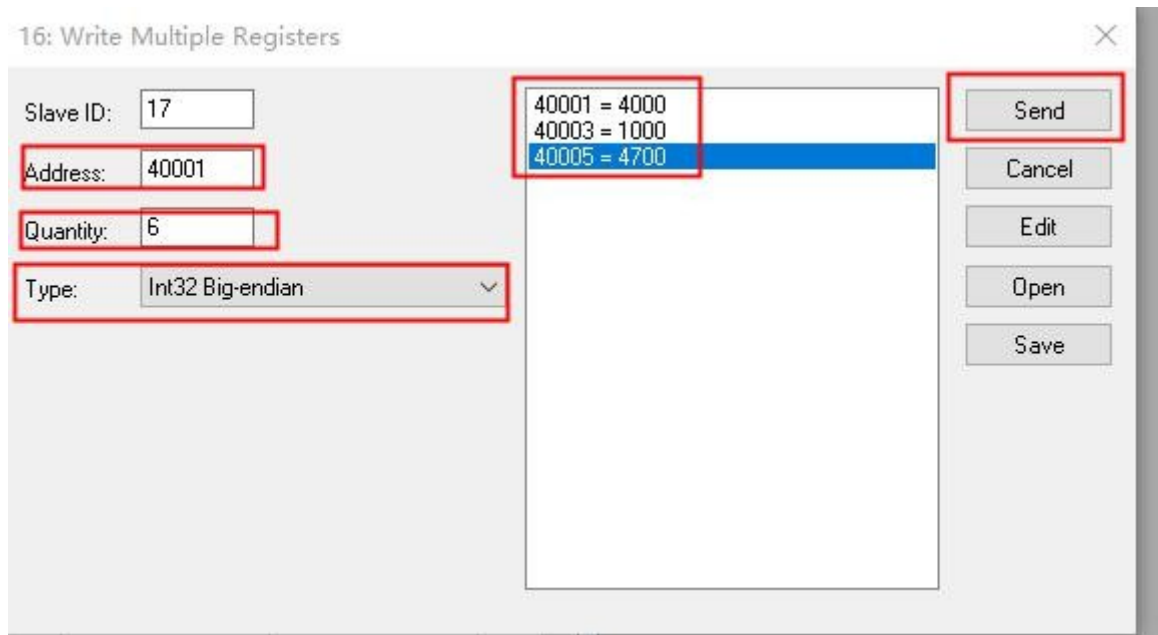 16: Write Multiple Registers
Slave ID: 17
Address: 40001
Quantity: 6
Type: Int32 Big-endian
40001 = 4000
40003 = 1000
40005 = 4700
Send
Cancel
Edit
Open
Save